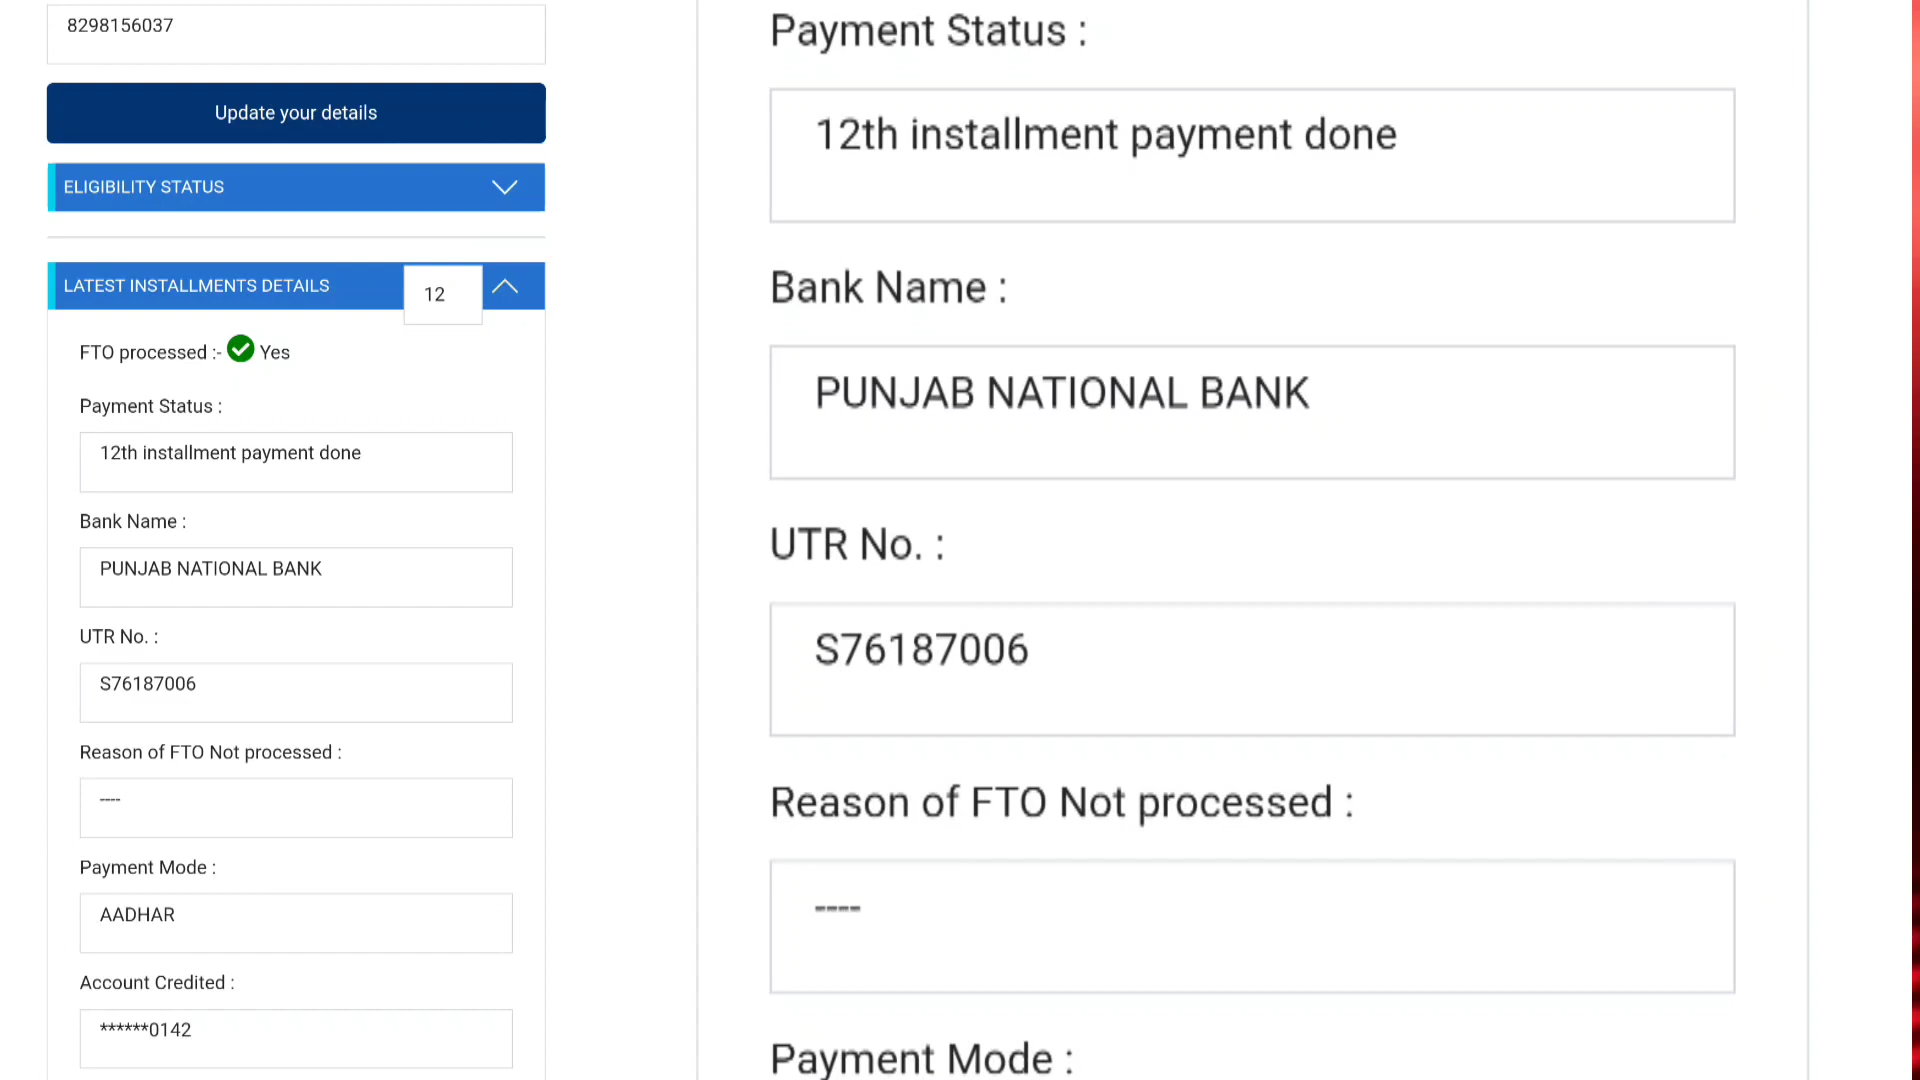 8298156037
Update your details
ELIGIBILITY STATUS
LATEST INSTALLMENTS DETAILS
12
FTO processed :- Yes
Payment Status :
12th installment payment done
Bank Name :
PUNJAB NATIONAL BANK
UTR No. :
S76187006
Reason of FTO Not processed :
----
Payment Mode :
AADHAR
Account Credited :
******0142
Payment Status :
12th installment payment done
Bank Name :
PUNJAB NATIONAL BANK
UTR No. :
S76187006
Reason of FTO Not processed :
----
Payment Mode :